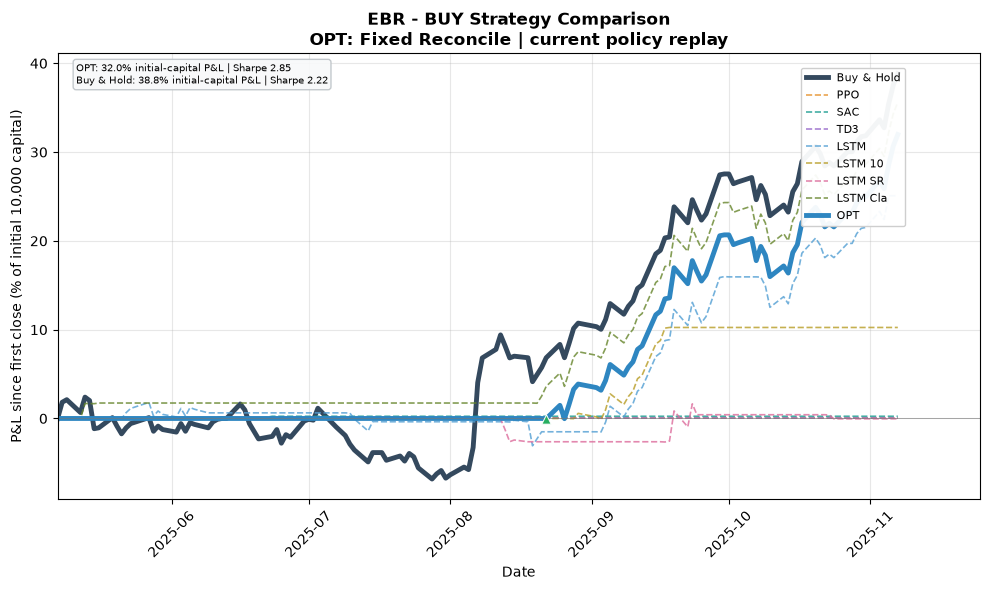 EBR - BUY Strategy Comparison
OPT: Fixed Reconcile | current policy replay
OPT: 32.0% initial-capital P&L | Sharpe 2.85
Buy & Hold: 38.8% initial-capital P&L | Sharpe 2.22
Buy & Hold
PPO
SAC
TD3
LSTM
LSTM 10
LSTM SR
LSTM Cla
OPT
P&L since first close (% of initial 10,000 capital)
40
30
20
10
0
2025-06
2025-07
2025-08
2025-09
2025-10
2025-11
Date